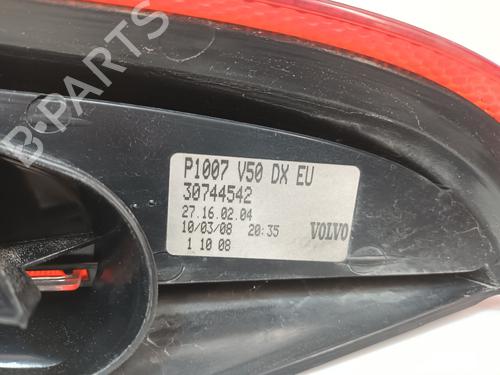 B-PARTS
P1007 V50 DX EU
30744542
27.16.02.04
10/03/08 20:35 VOLVO
1 10 08